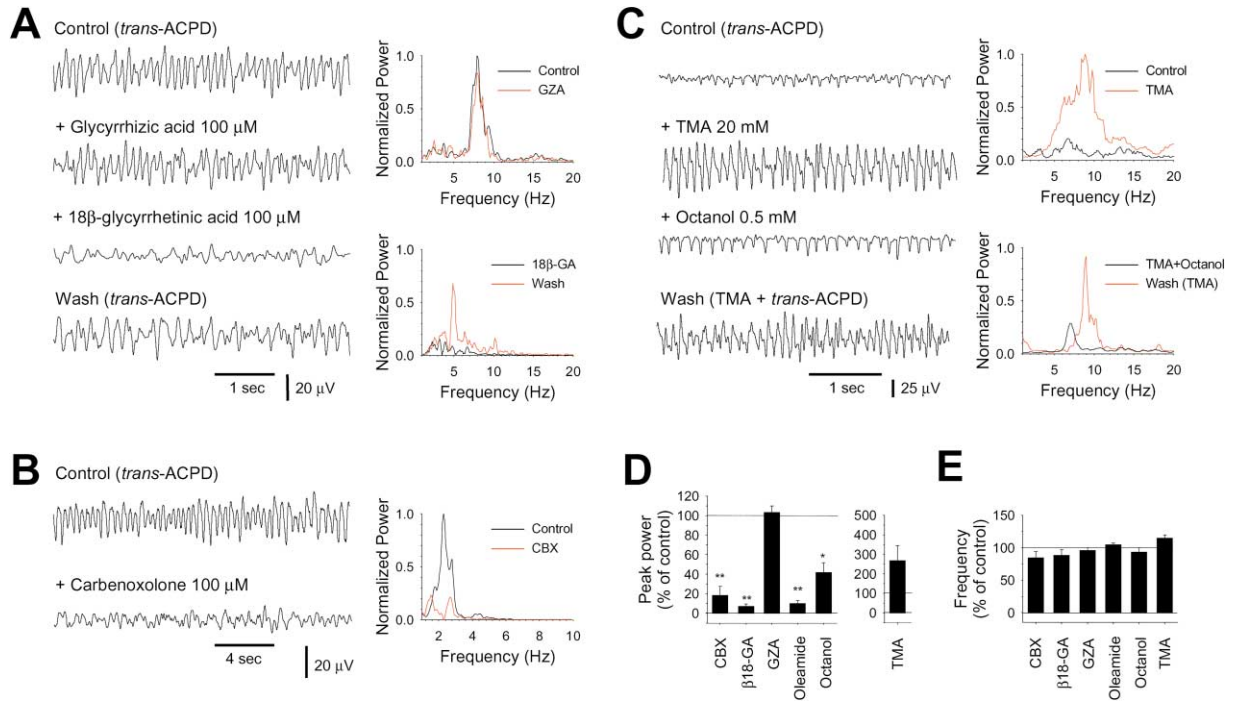 A
Control (trans-ACPD)
+ Glycyrrhizic acid 100 μM
+ 18β-glycyrrhetinic acid 100 μM
Wash (trans-ACPD)
1 sec
20 μV
Normalized Power
1.0
0.5
0.0
Control
GZA
5 10 15 20
Frequency (Hz)
Normalized Power
1.0
0.5
0.0
18β-GA
Wash
5 10 15 20
Frequency (Hz)
B
Control (trans-ACPD)
+ Carbenoxolone 100 μM
4 sec
20 μV
Normalized Power
1.0
0.5
0.0
Control
CBX
2 4 6 8 10
Frequency (Hz)
C
Control (trans-ACPD)
+ TMA 20 mM
+ Octanol 0.5 mM
Wash (TMA + trans-ACPD)
1 sec
25 μV
Normalized Power
1.0
0.5
0.0
Control
TMA
5 10 15 20
Frequency (Hz)
Normalized Power
1.0
0.5
0.0
TMA+Octanol
Wash (TMA)
5 10 15 20
Frequency (Hz)
D
Peak power
(% of control)
120
100
80
60
40
20
0
** ** ** *
CBX
β18-GA
GZA
Oleamide
Octanol
500
400
300
200
100
0
TMA
E
Frequency
(% of control)
150
100
50
0
CBX
β18-GA
GZA
Oleamide
Octanol
TMA